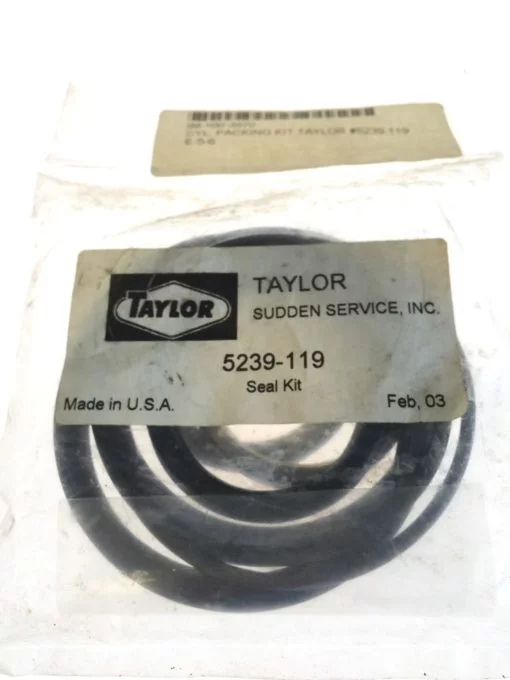 CYL. PACKING KIT TAYLOR #5239-119
E-5-6
TAYLOR
TAYLOR
SUDDEN SERVICE, INC.
5239-119
Seal Kit
Made in U.S.A.
Feb, 03